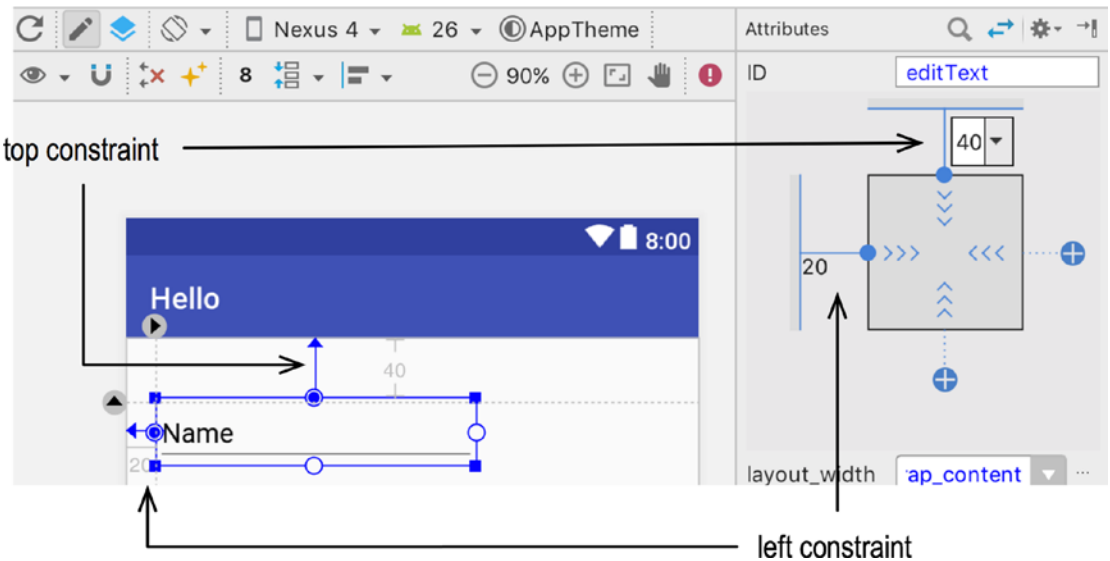 Nexus 4 26 AppTheme
Attributes
8 90%
ID editText
top constraint
40
8:00
20
Hello
40
Name
20
layout_width ap_content ...
left constraint